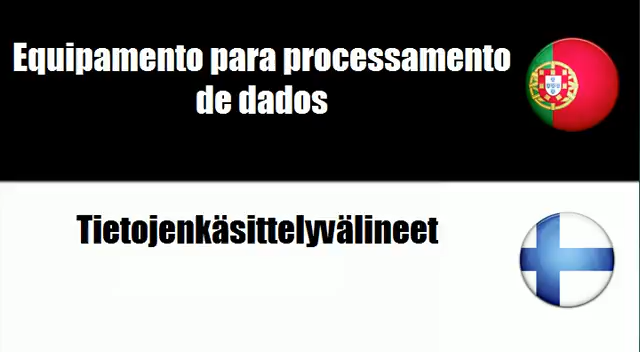 Equipamento para processamento
de dados
Tietojenkäsittelyvälineet